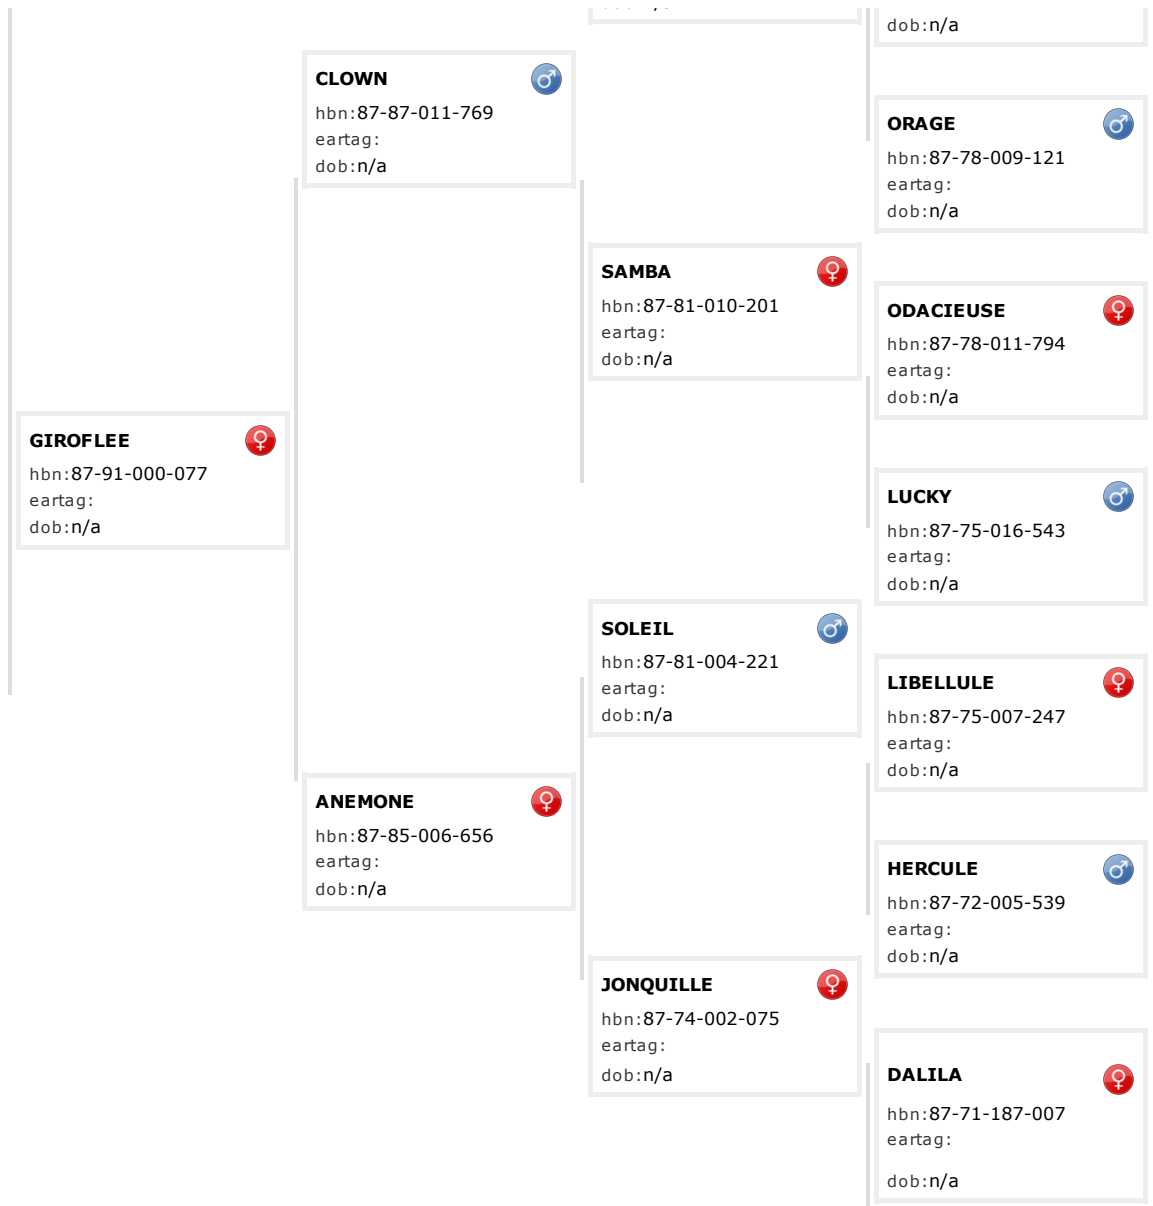 dob:n/a
CLOWN
hbn:87-87-011-769
eartag:
dob:n/a
ORAGE
hbn:87-78-009-121
eartag:
dob:n/a
SAMBA
hbn:87-81-010-201
eartag:
dob:n/a
ODACIEUSE
hbn:87-78-011-794
eartag:
dob:n/a
GIROFLEE
hbn:87-91-000-077
eartag:
dob:n/a
LUCKY
hbn:87-75-016-543
eartag:
dob:n/a
SOLEIL
hbn:87-81-004-221
eartag:
dob:n/a
LIBELLULE
hbn:87-75-007-247
eartag:
dob:n/a
ANEMONE
hbn:87-85-006-656
eartag:
dob:n/a
HERCULE
hbn:87-72-005-539
eartag:
dob:n/a
JONQUILLE
hbn:87-74-002-075
eartag:
dob:n/a
DALILA
hbn:87-71-187-007
eartag:
dob:n/a